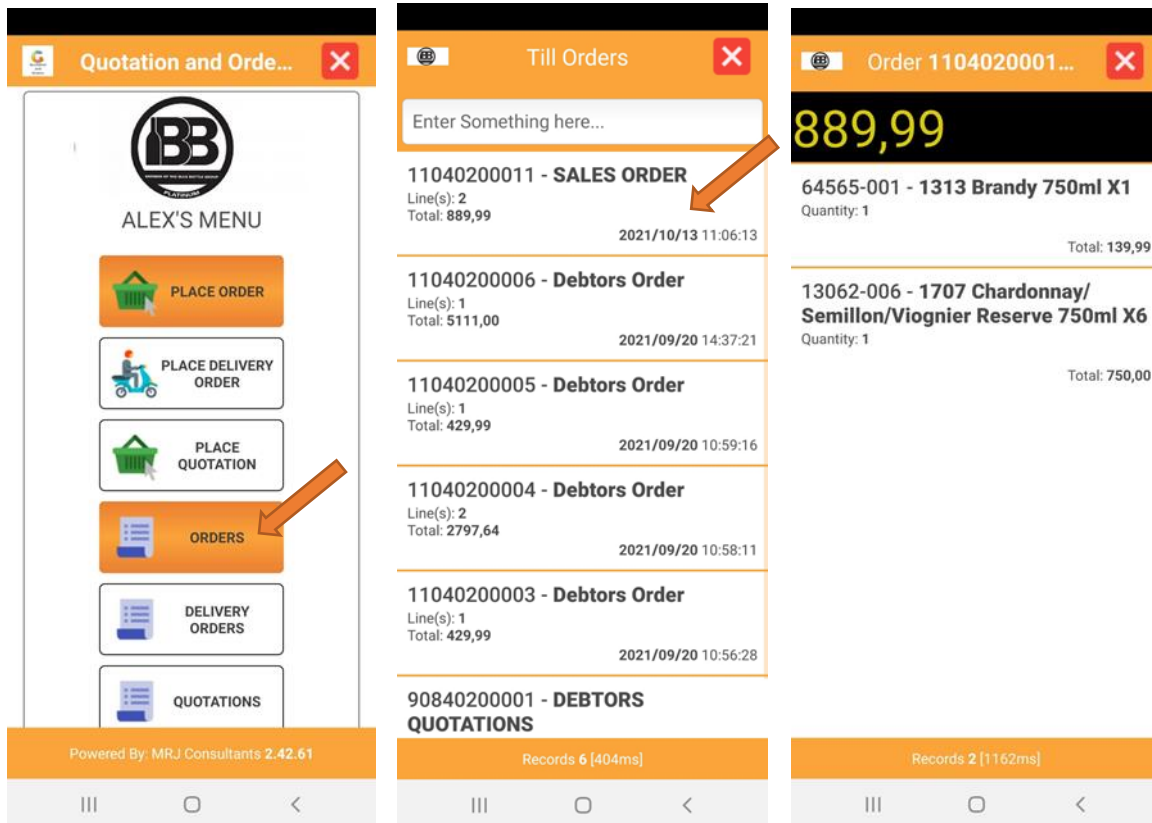 Quotation and Orde...
BB
PLATINUM
ALEX'S MENU
PLACE ORDER
PLACE DELIVERY
ORDER
PLACE
QUOTATION
ORDERS
DELIVERY
ORDERS
QUOTATIONS
Powered By: MRJ Consultants 2.42.61
Till Orders
Enter Something here...
11040200011 - SALES ORDER
Line(s): 2
Total: 889,99
2021/10/13 11:06:13
11040200006 - Debtors Order
Line(s): 1
Total: 5111,00
2021/09/20 14:37:21
11040200005 - Debtors Order
Line(s): 1
Total: 429,99
2021/09/20 10:59:16
11040200004 - Debtors Order
Line(s): 2
Total: 2797,64
2021/09/20 10:58:11
11040200003 - Debtors Order
Line(s): 1
Total: 429,99
2021/09/20 10:56:28
90840200001 - DEBTORS
QUOTATIONS
Records 6 [404ms]
Order 1104020001...
889,99
64565-001 - 1313 Brandy 750ml X1
Quantity: 1
Total: 139,99
13062-006 - 1707 Chardonnay/
Semillon/Viognier Reserve 750ml X6
Quantity: 1
Total: 750,00
Records 2 [1162ms]